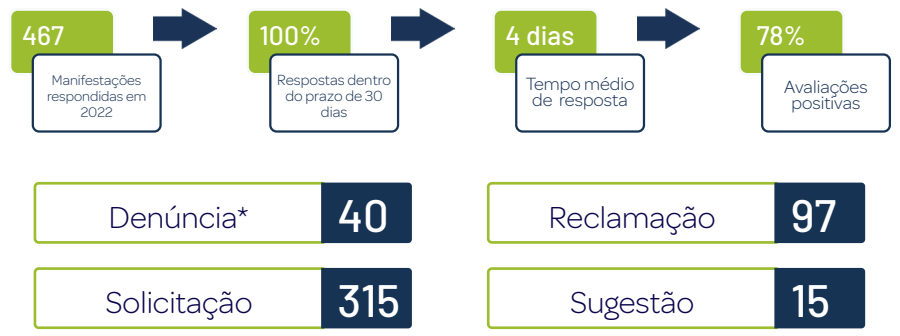 467
Manifestações
respondidas em
2022
100%
Respostas dentro
do prazo de 30
dias
4 dias
Tempo médio
de resposta
78%
Avaliações
positivas
Denúncia*
40
Reclamação
97
Solicitação
315
Sugestão
15